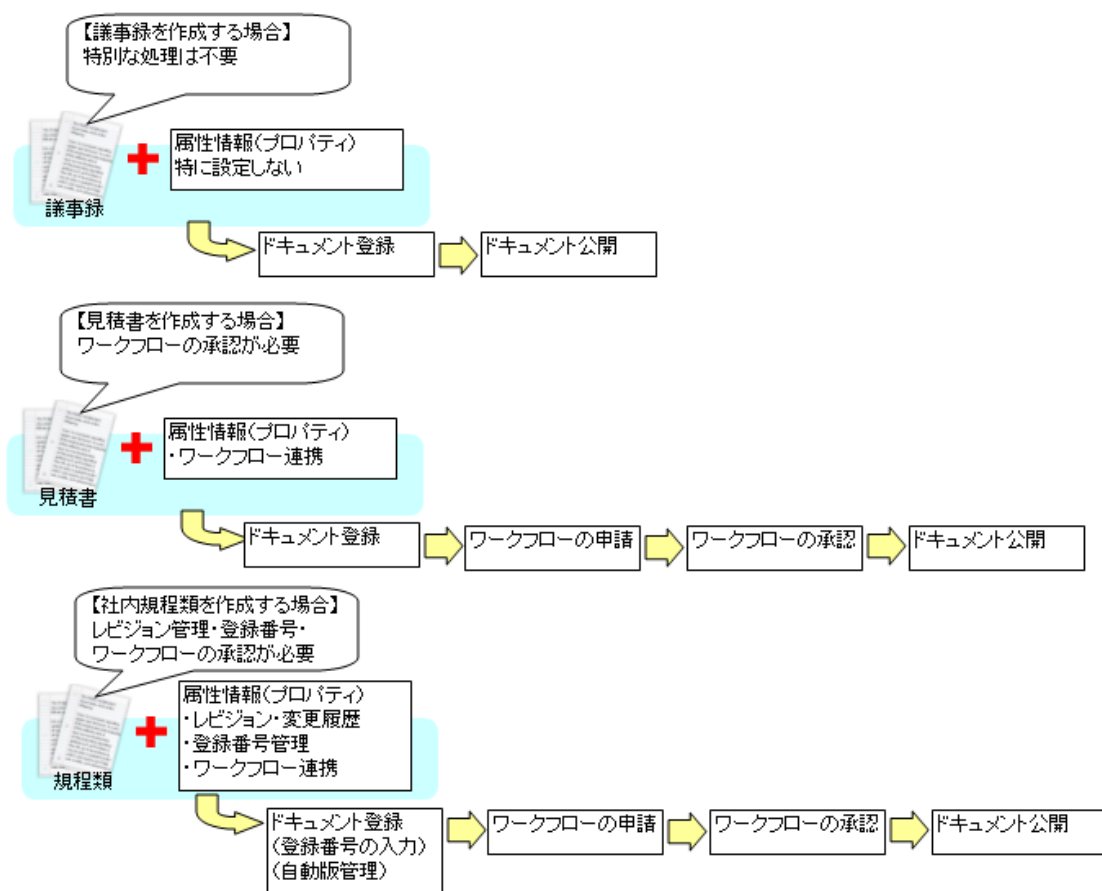 【議事録を作成する場合】
特別な処理は不要
属性情報(プロパティ)
特に設定しない
議事録
ドキュメント登録
ドキュメント公開
【見積書を作成する場合】
ワークフローの承認が必要
属性情報(プロパティ)
・ワークフロー連携
見積書
ドキュメント登録
ワークフローの申請
ワークフローの承認
ドキュメント公開
【社内規程類を作成する場合】
レビジョン管理・登録番号・
ワークフローの承認が必要
属性情報(プロパティ)
・レビジョン・変更履歴
・登録番号管理
・ワークフロー連携
規程類
ドキュメント登録
(登録番号の入力)
(自動版管理)
ワークフローの申請
ワークフローの承認
ドキュメント公開